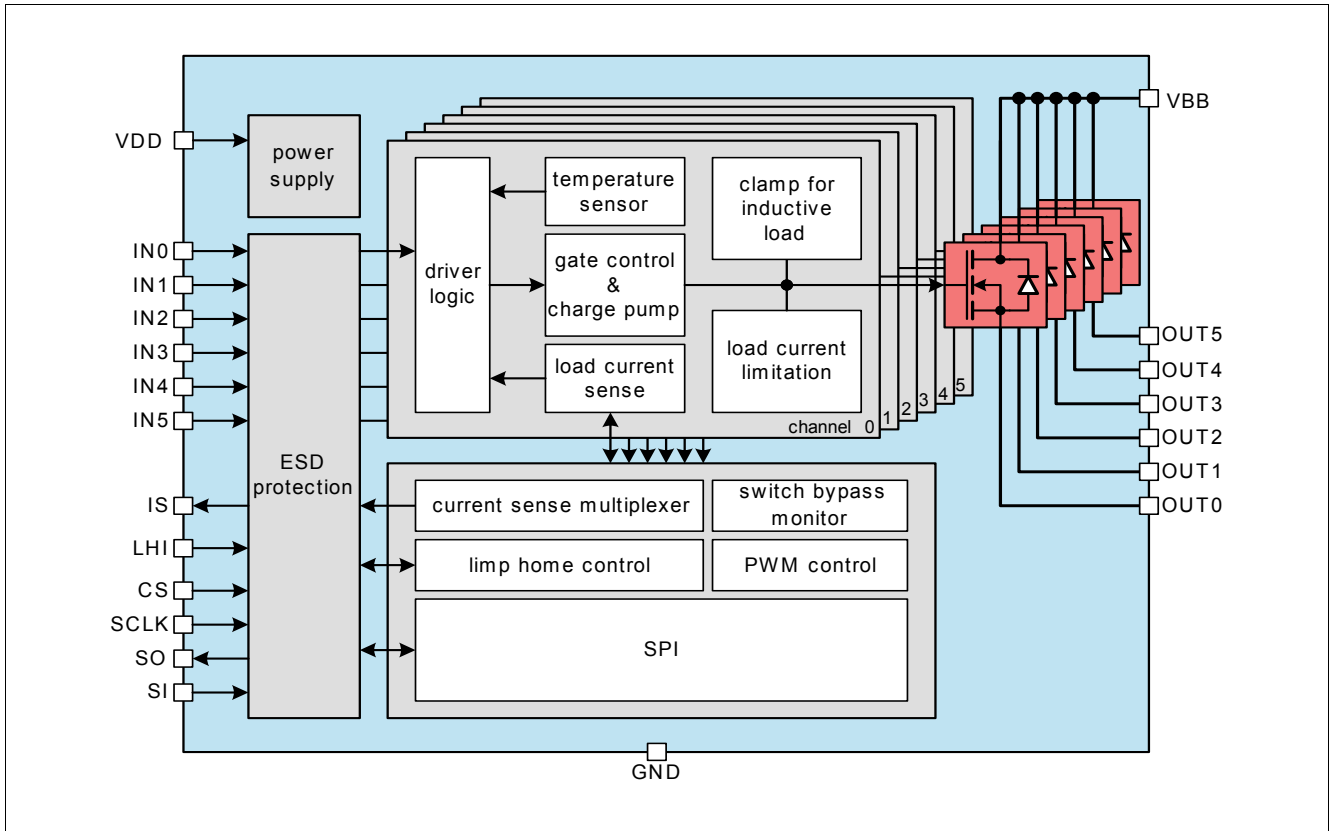 VDD
power
supply
IN0
IN1
IN2
IN3
IN4
IN5
IS
LHI
CS
SCLK
SO
SI
ESD
protection
driver
logic
temperature
sensor
gate control
&
charge pump
load current
sense
clamp for
inductive
load
load current
limitation
channel 0
1
2
3
4
5
current sense multiplexer
switch bypass
monitor
limp home control
PWM control
SPI
VBB
OUT5
OUT4
OUT3
OUT2
OUT1
OUT0
GND